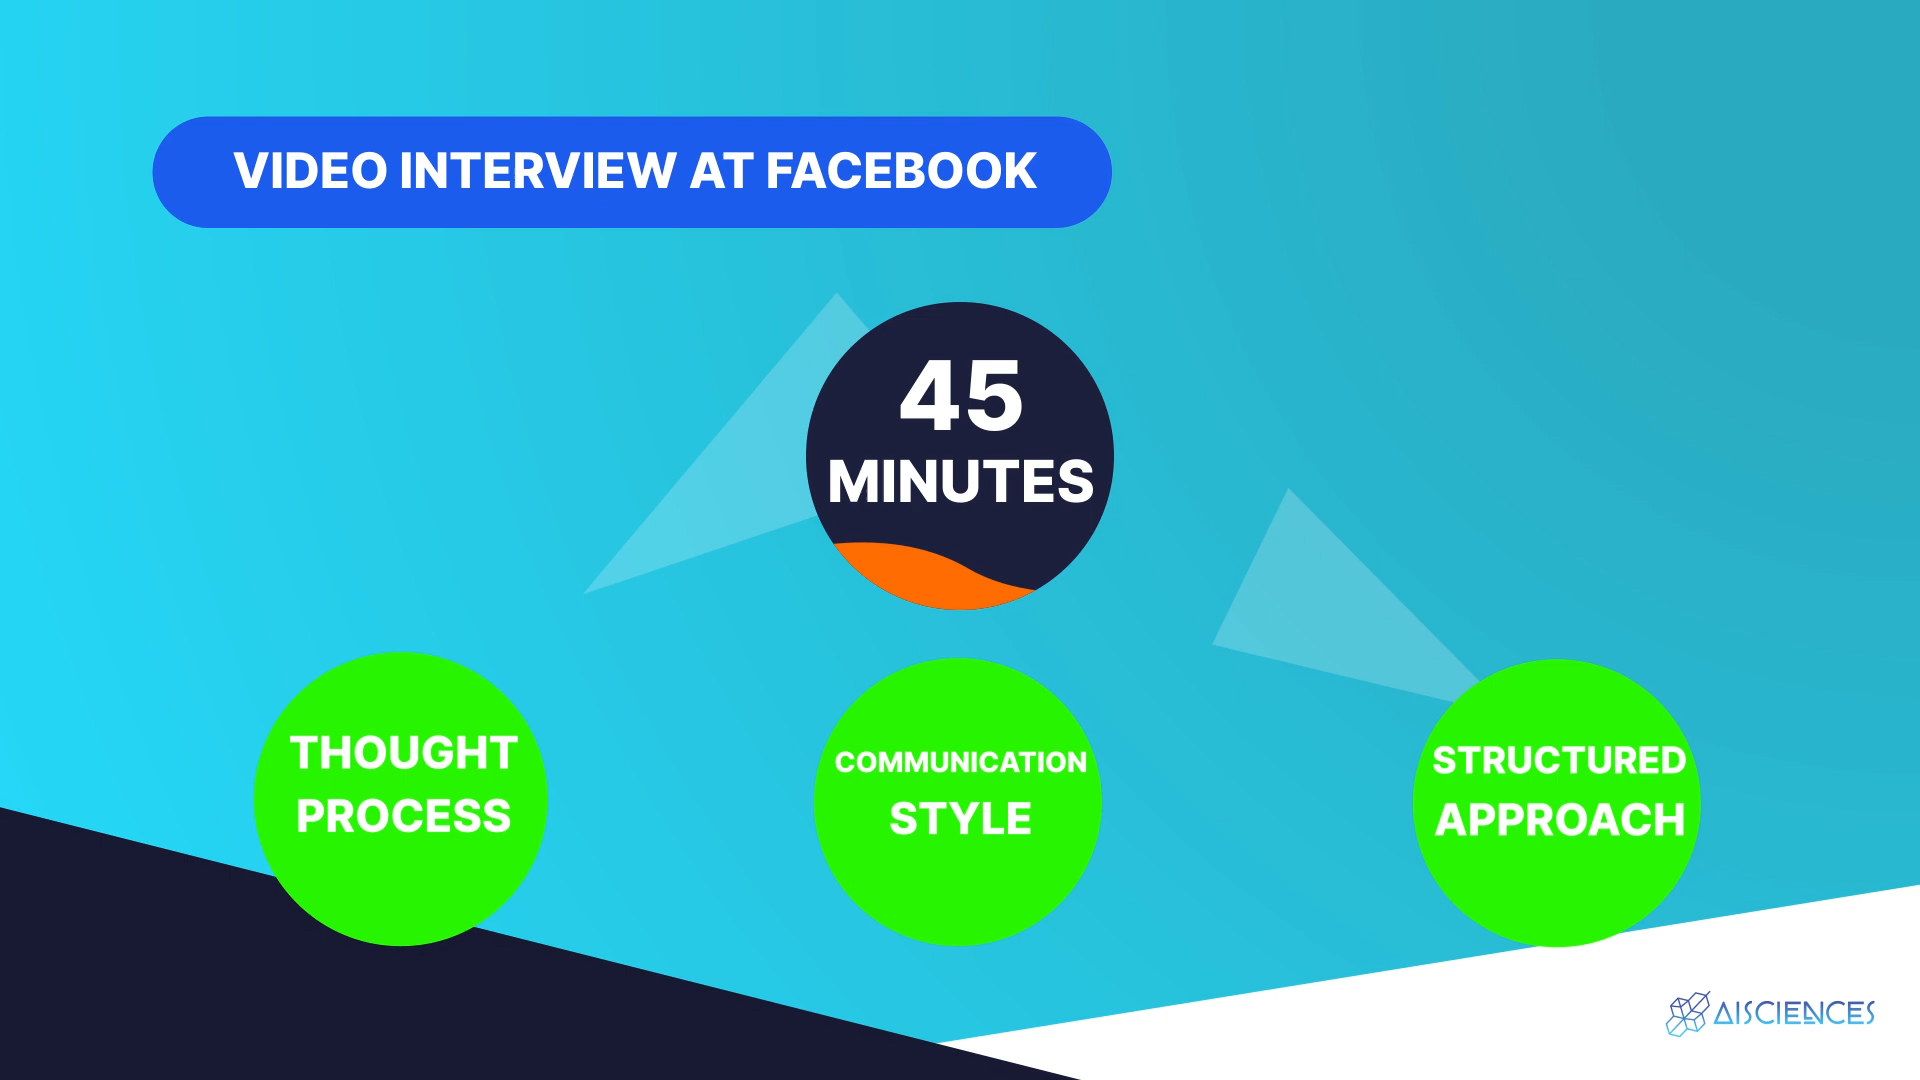 VIDEO INTERVIEW AT FACEBOOK
45
MINUTES
THOUGHT
PROCESS
COMMUNICATION
STYLE
STRUCTURED
APPROACH
AISCIENCES